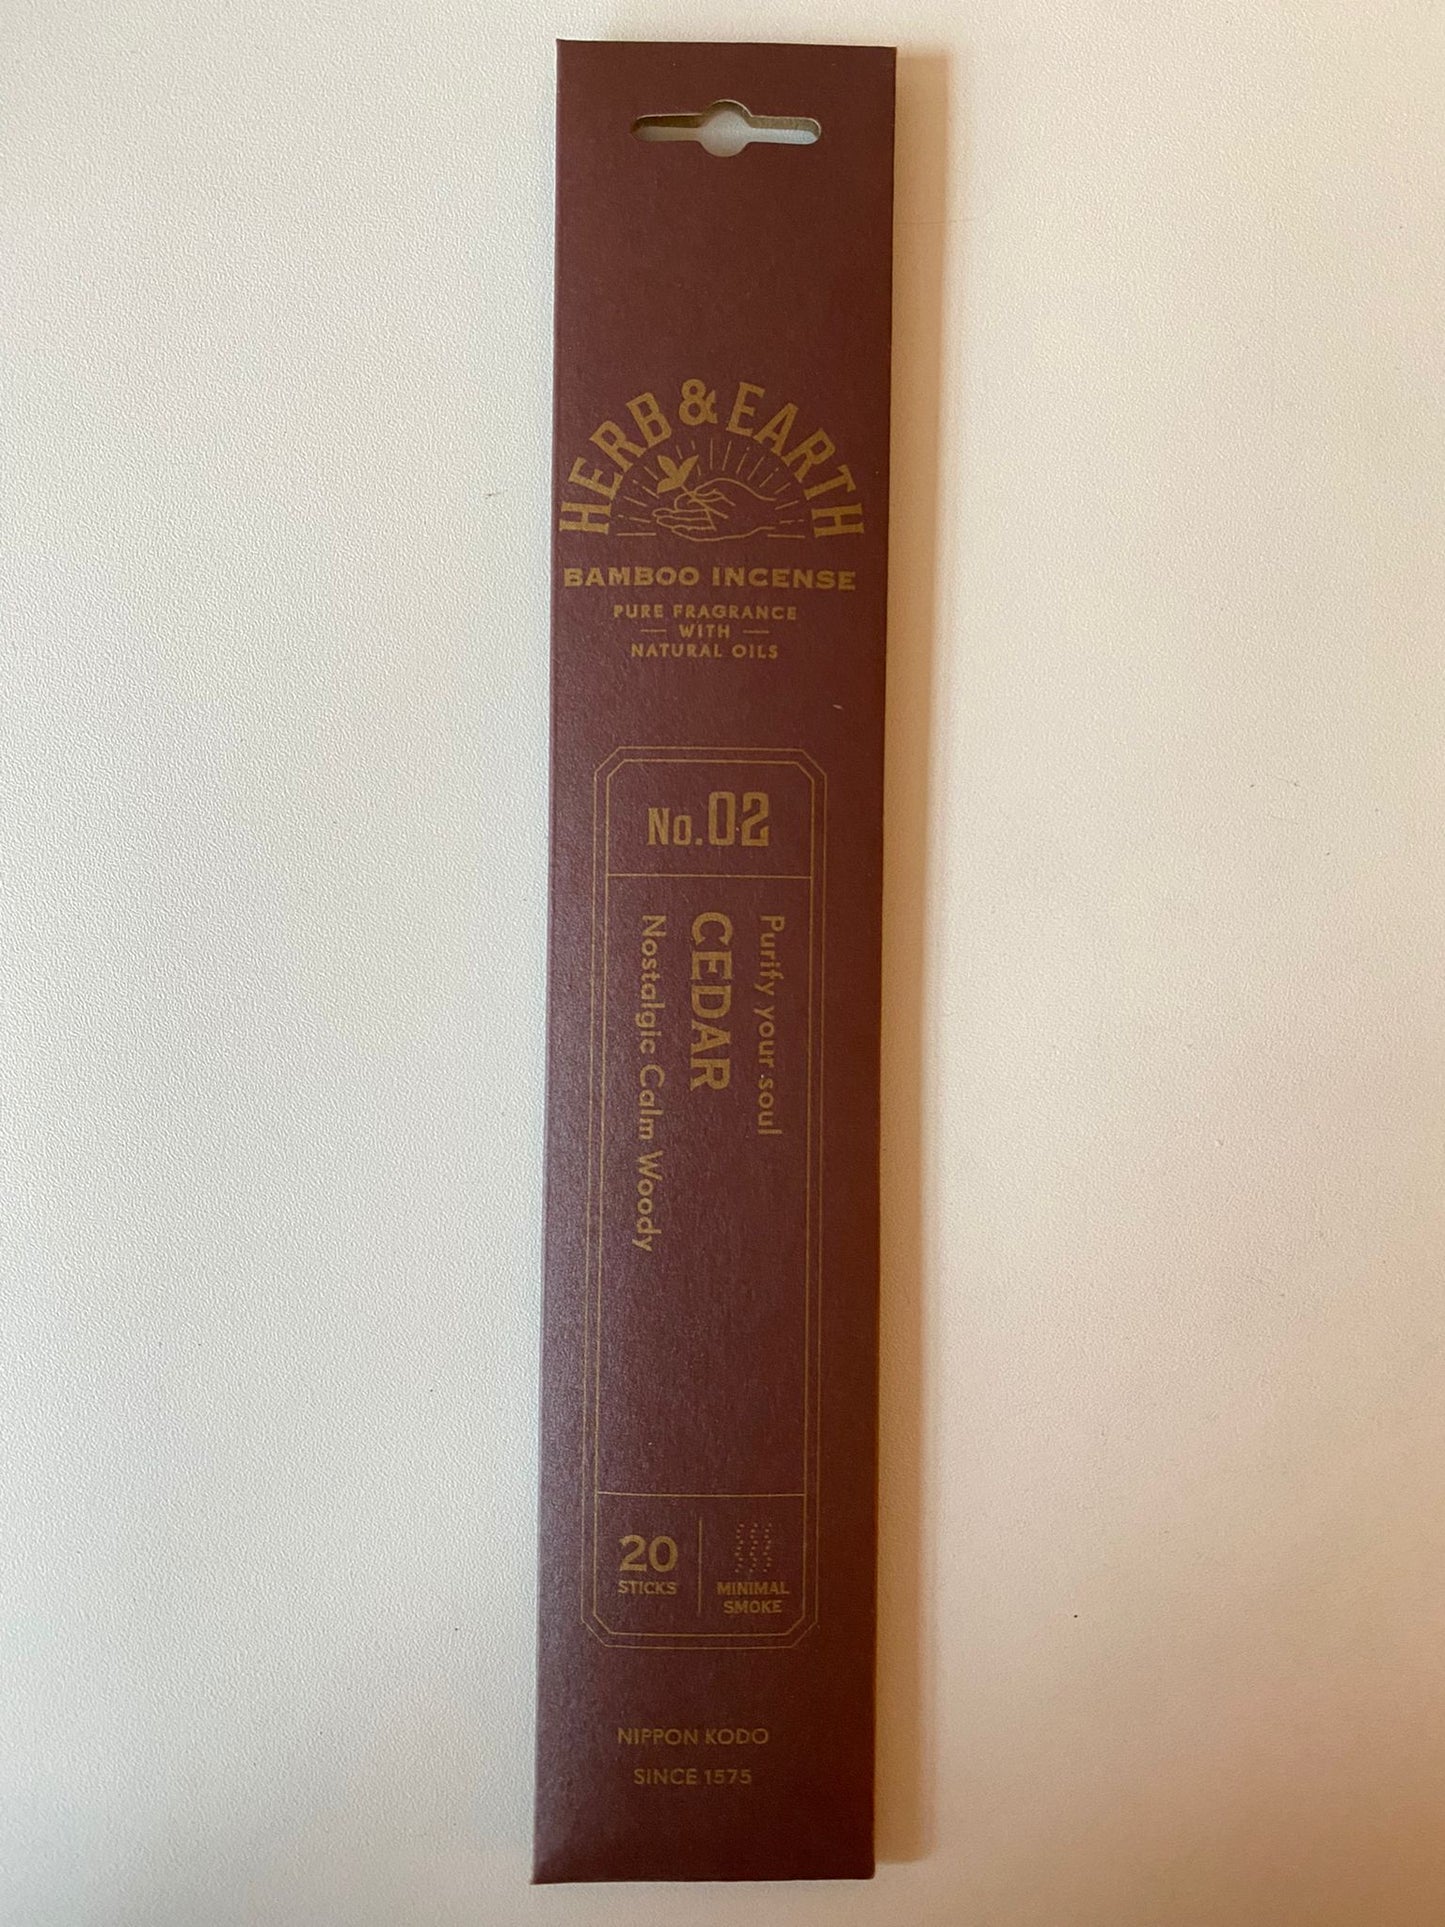 HERB & EARTH
BAMBOO INCENSE
PURE FRAGRANCE
WITH
NATURAL OILS
No.02
Purify your soul
CEDAR
Nostalgic Calm Woody
20
STICKS
MINIMAL
SMOKE
NIPPON KODO
SINCE 1575